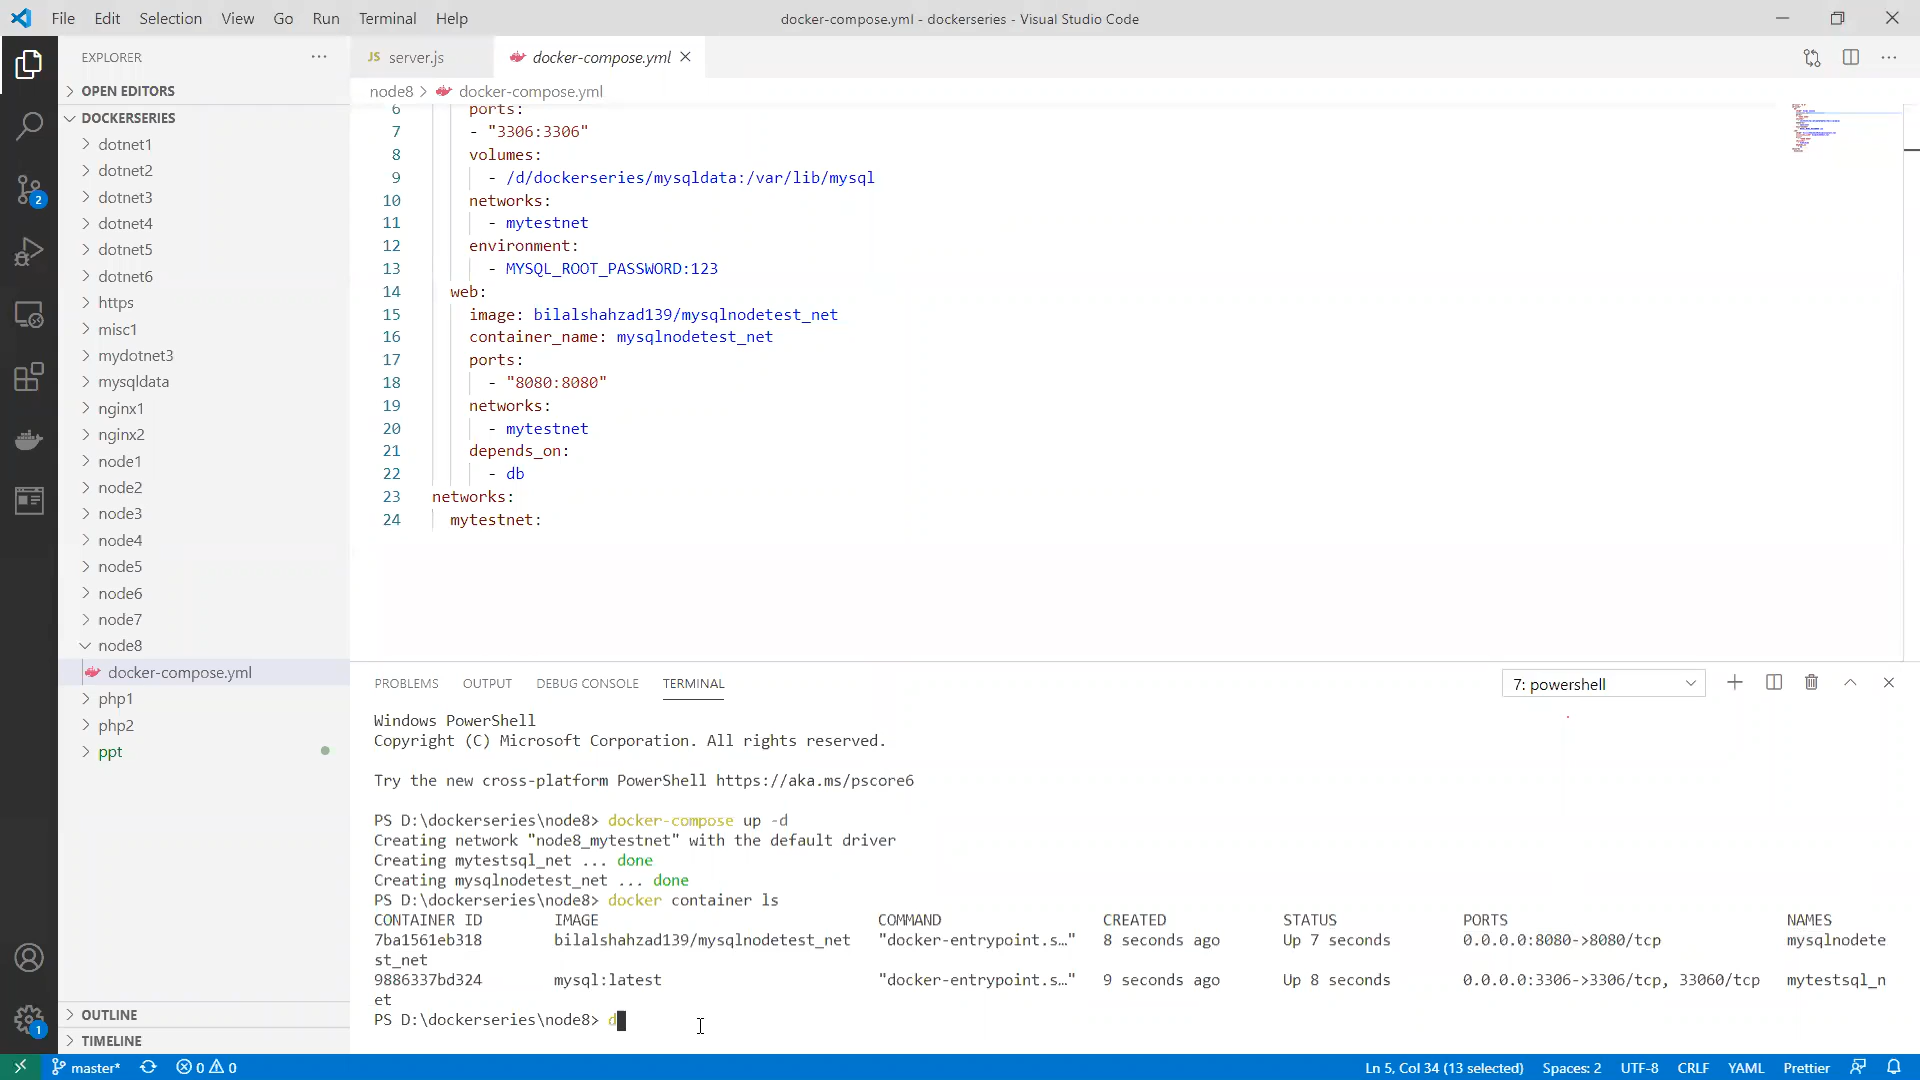 File Edit Selection View Go Run Terminal Help
docker-compose.yml - dockerseries - Visual Studio Code
EXPLORER
OPEN EDITORS
DOCKERSERIES
dotnet1
dotnet2
dotnet3
dotnet4
dotnet5
dotnet6
https
misc1
mydotnet3
mysqldata
nginx1
nginx2
node1
node2
node3
node4
node5
node6
node7
node8
docker-compose.yml
php1
php2
ppt
OUTLINE
TIMELINE
2
1
JS server.js
docker-compose.yml
node8 > docker-compose.yml
6 ports:
7 - "3306:3306"
8 volumes:
9 - /d/dockerseries/mysqldata:/var/lib/mysql
10 networks:
11 - mytestnet
12 environment:
13 - MYSQL_ROOT_PASSWORD:123
14 web:
15 image: bilalshahzad139/mysqlnodetest_net
16 container_name: mysqlnodetest_net
17 ports:
18 - "8080:8080"
19 networks:
20 - mytestnet
21 depends_on:
22 - db
23 networks:
24 mytestnet:
PROBLEMS OUTPUT DEBUG CONSOLE TERMINAL
7: powershell
Windows PowerShell
Copyright (C) Microsoft Corporation. All rights reserved.
Try the new cross-platform PowerShell https://aka.ms/pscore6
PS D:\dockerseries\node8> docker-compose up -d
Creating network "node8_mytestnet" with the default driver
Creating mytestsql_net ... done
Creating mysqlnodetest_net ... done
PS D:\dockerseries\node8> docker container ls
CONTAINER ID IMAGE COMMAND CREATED STATUS PORTS NAMES
7ba1561eb318 bilalshahzad139/mysqlnodetest_net "docker-entrypoint.s…" 8 seconds ago Up 7 seconds 0.0.0.0:8080->8080/tcp mysqlnodete
st_net
9886337bd324 mysql:latest "docker-entrypoint.s…" 9 seconds ago Up 8 seconds 0.0.0.0:3306->3306/tcp, 33060/tcp mytestsql_n
et
PS D:\dockerseries\node8> d
master* 0 0
Ln 5, Col 34 (13 selected) Spaces: 2 UTF-8 CRLF YAML Prettier